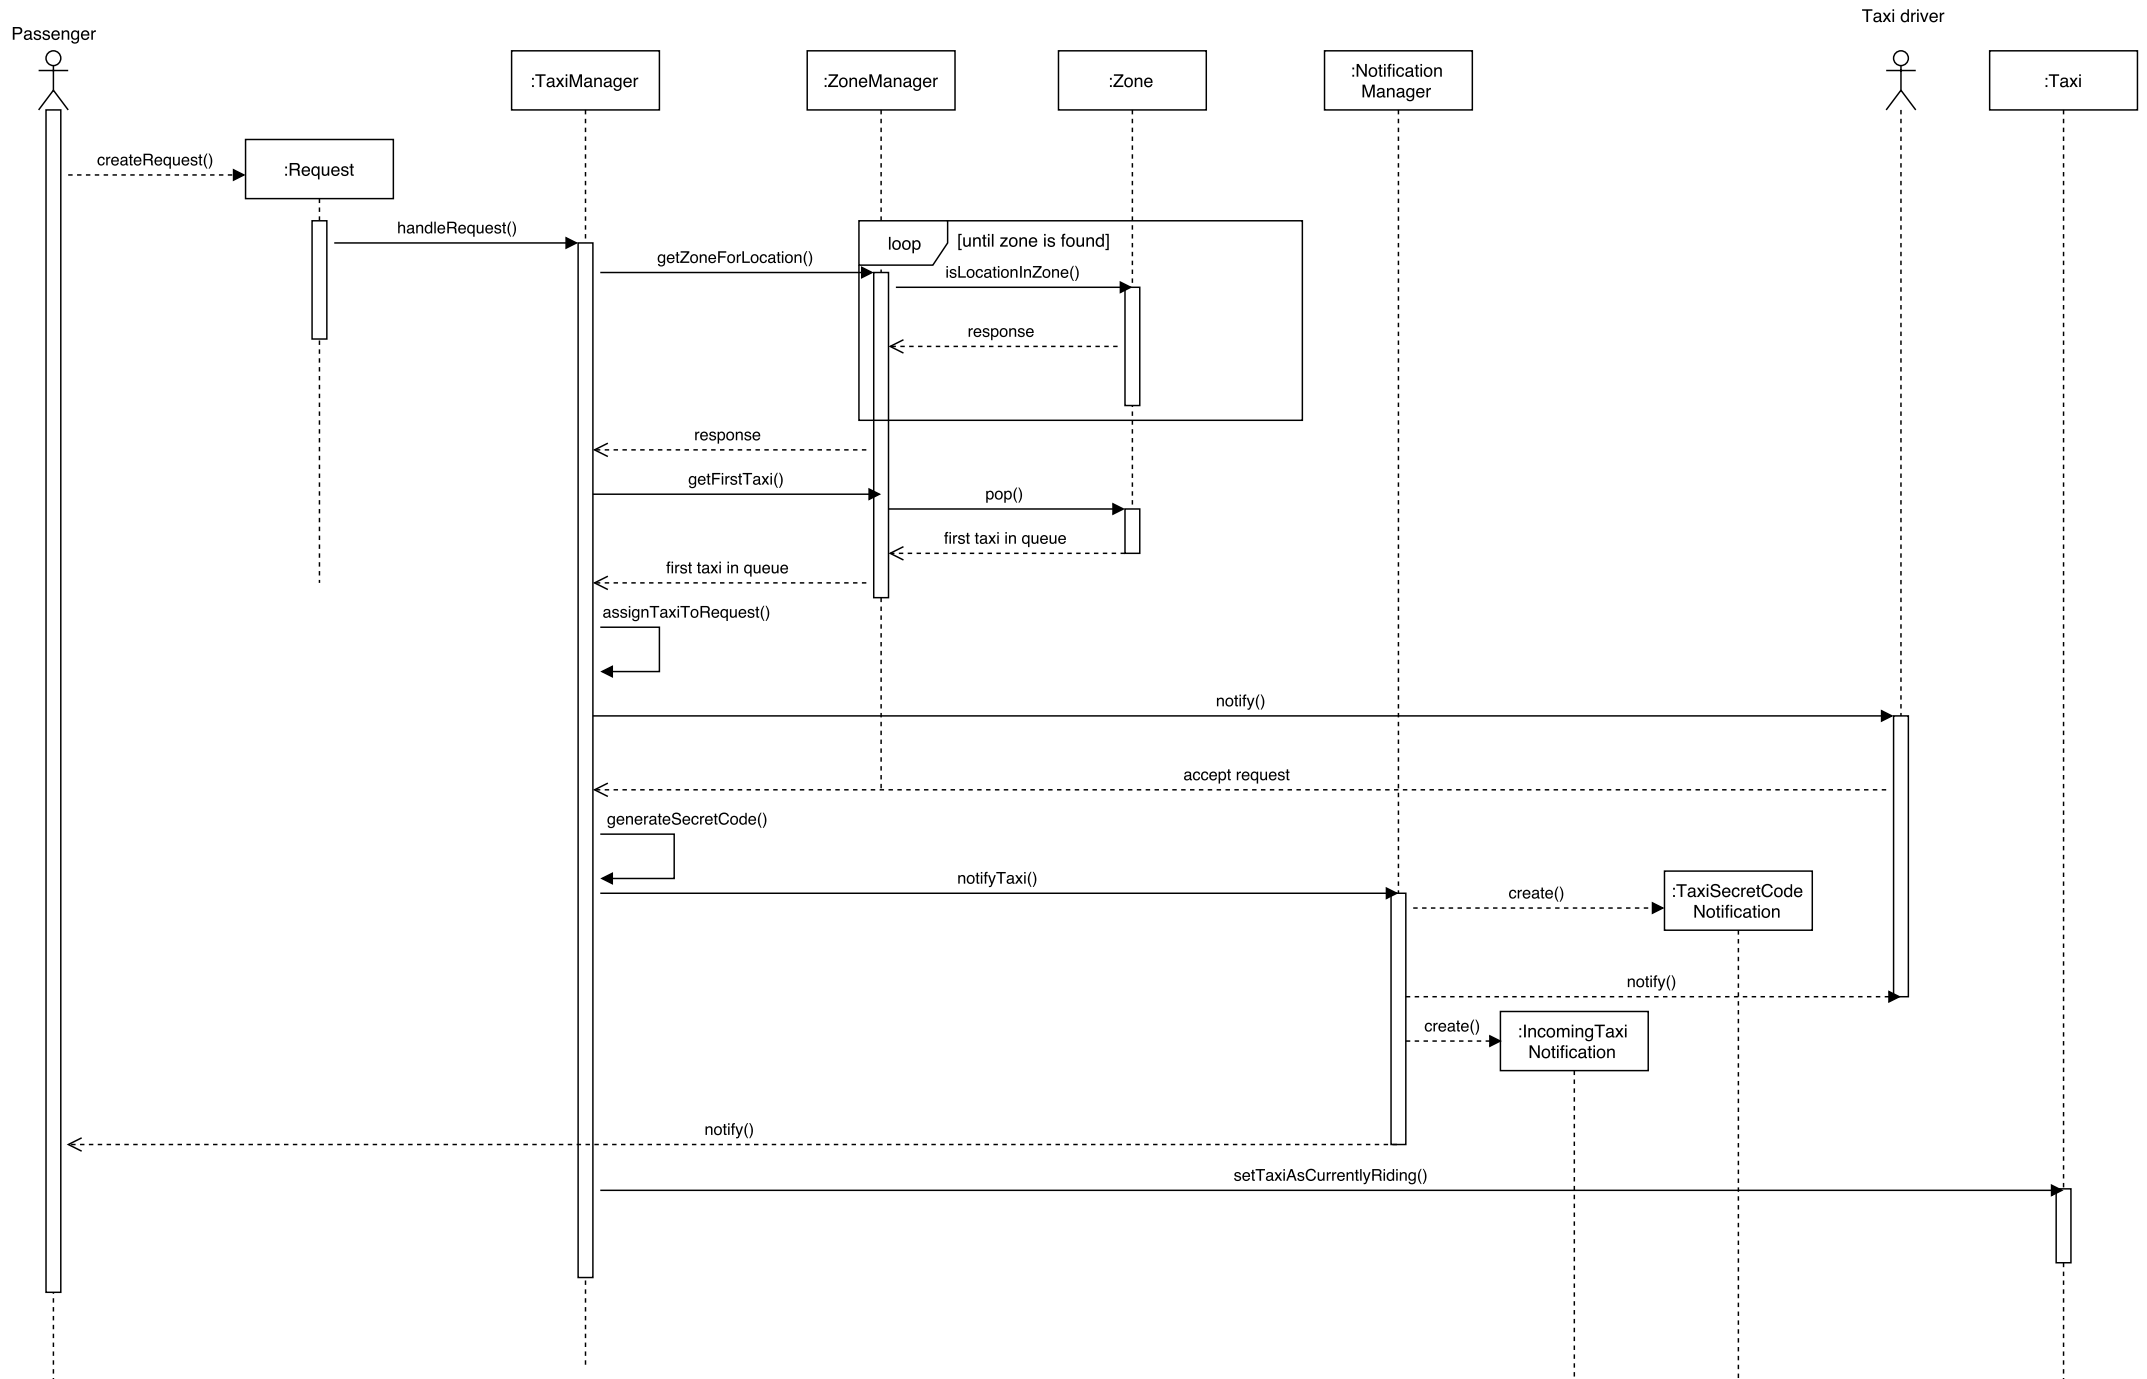 Taxi driver
Passenger
:TaxiManager
:ZoneManager
:Zone
:Notification
Manager
:Taxi
createRequest()
:Request
handleRequest()
loop
[until zone is found]
getZoneForLocation()
isLocationInZone()
response
response
getFirstTaxi()
pop()
first taxi in queue
first taxi in queue
assignTaxiToRequest()
notify()
accept request
generateSecretCode()
notifyTaxi()
create()
:TaxiSecretCode
Notification
notify()
create()
:IncomingTaxi
Notification
notify()
setTaxiAsCurrentlyRiding()